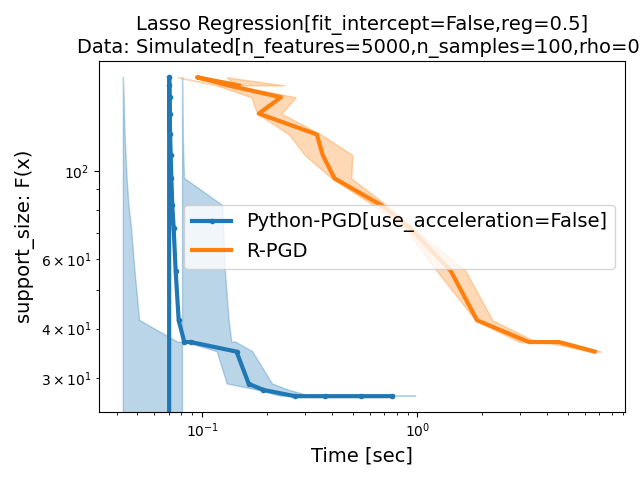 Lasso Regression[fit_intercept=False,reg=0.5]
Data: Simulated[n_features=5000,n_samples=100,rho=0
support_size: F(x)
10²
6 × 10¹
4 × 10¹
3 × 10¹
Python-PGD[use_acceleration=False]
R-PGD
10⁻¹
10⁰
Time [sec]